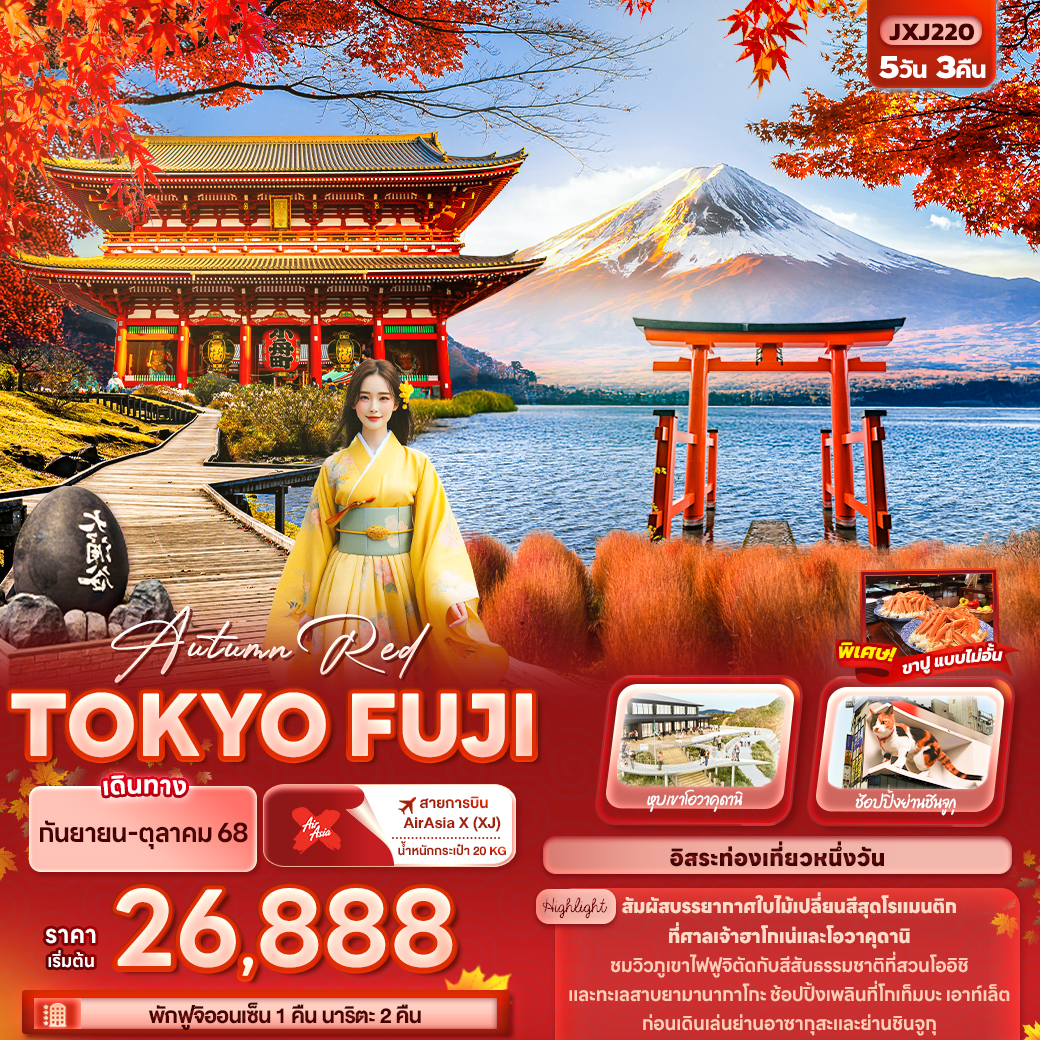 JXJ220
5วัน 3คืน
大涌谷
Autumn Red
TOKYO FUJI
เดินทาง
กันยายน-ตุลาคม 68
Air
Asia
X
สายการบิน
AirAsia X (XJ)
น้ำหนักกระเป๋า 20 KG
ราคา
เริ่มต้น
26,888
พักฟูจิออนเซ็น 1 คืน นาริตะ 2 คืน
พิเศษ!
ขาปู แบบไม่อั้น
หุบเขาโอวาคุดานิ
ช้อปปิ้งย่านชินจูกุ
อิสระท่องเที่ยวหนึ่งวัน
Highlight
สัมผัสบรรยากาศใบไม้เปลี่ยนสีสุดโรแมนติก
ที่ศาลเจ้าฮาโกเน่และโอวาคุดานิ
ชมวิวภูเขาไฟฟูจิตัดกับสีสันธรรมชาติที่สวนโออิชิ
และทะเลสาบยามานากาโกะ ช้อปปิ้งเพลินที่โกเท็มบะ เอาท์เล็ต
ก่อนเดินเล่นย่านอาซากุสะและย่านชินจูกุ